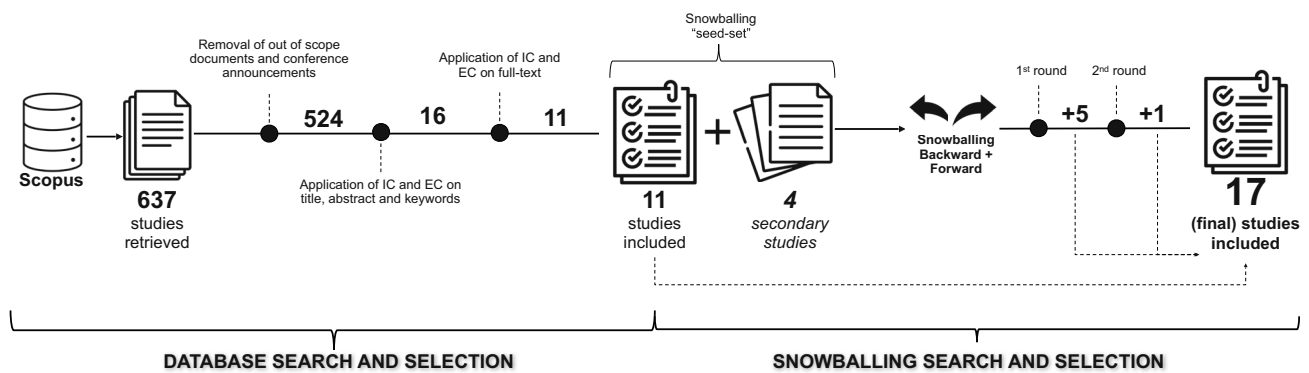 Scopus
637
studies
retrieved
Removal of out of scope
documents and conference
announcements
524
Application of IC and EC on
title, abstract and keywords
16
Application of IC and
EC on full-text
11
Snowballing
“seed-set”
11
studies
included
+
4
secondary
studies
Snowballing
Backward +
Forward
1st round
+5
2nd round
+1
17
(final) studies
included
DATABASE SEARCH AND SELECTION
SNOWBALLING SEARCH AND SELECTION